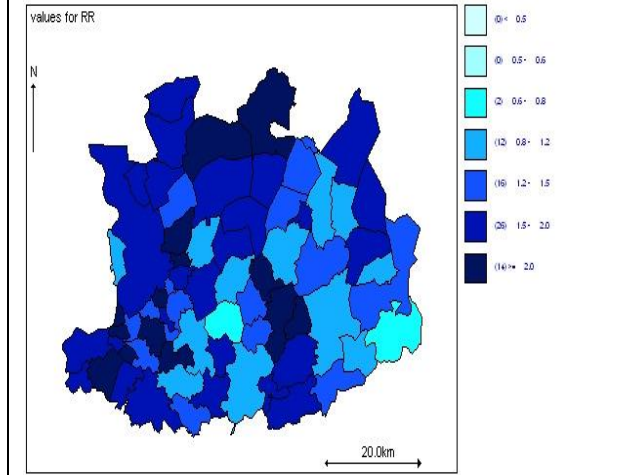 values for RR
N
(0) < 0.5
(0) 0.5 - 0.6
(2) 0.6 - 0.8
(12) 0.8 - 1.2
(16) 1.2 - 1.5
(26) 1.5 - 2.0
(14) >= 2.0
20.0km